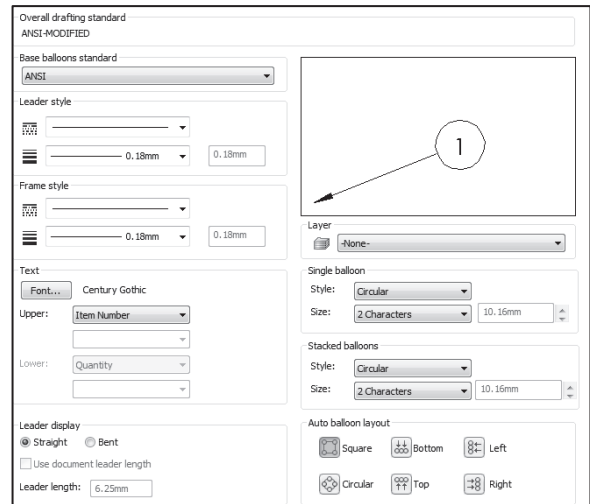 Overall drafting standard
ANSI-MODIFIED
Base balloons standard
ANSI
Leader style
0.18mm 0.18mm
Frame style
0.18mm 0.18mm
Text
Font... Century Gothic
Upper: Item Number
Lower: Quantity
Leader display
Straight Bent
Use document leader length
Leader length: 6.25mm
1
Layer
-None-
Single balloon
Style: Circular
Size: 2 Characters 10.16mm
Stacked balloons
Style: Circular
Size: 2 Characters 10.16mm
Auto balloon layout
Square Bottom Left
Circular Top Right